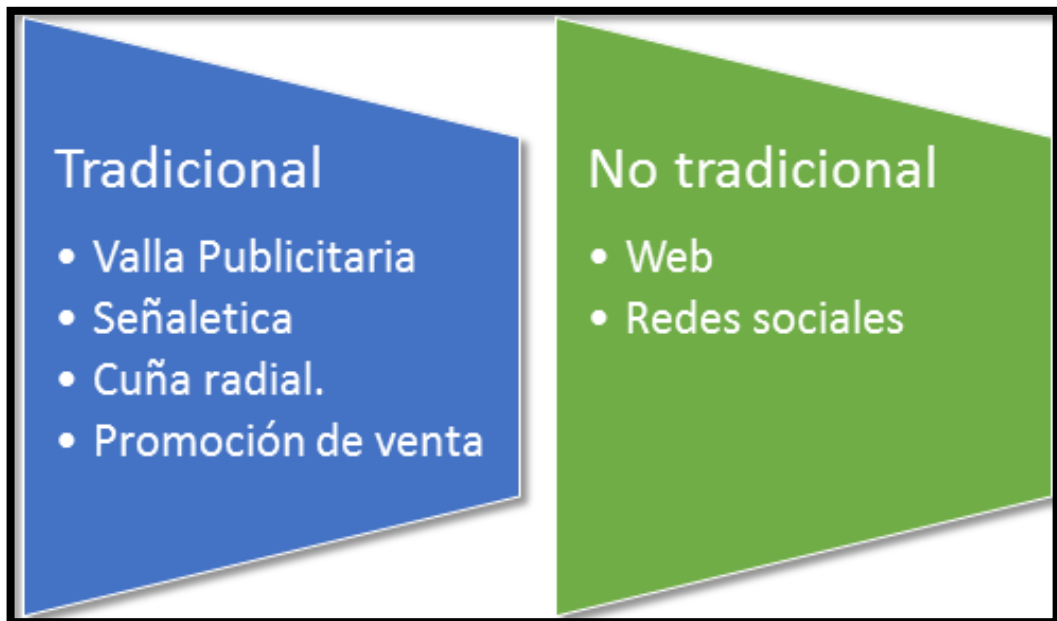 Tradicional
• Valla Publicitaria
• Señaletica
• Cuña radial.
• Promoción de venta
No tradicional
• Web
• Redes sociales